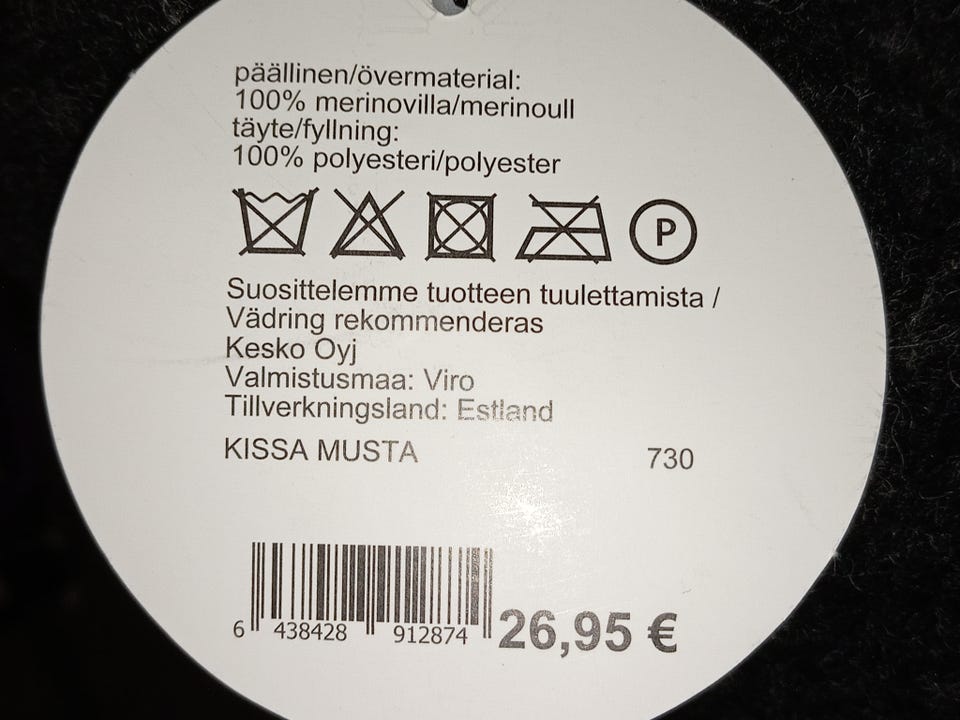 päällinen/övermaterial:
100% merinovilla/merinoull
täyte/fyllning:
100% polyesteri/polyester
P
Suosittelemme tuotteen tuulettamista /
Vädring rekommenderas
Kesko Oyj
Valmistusmaa: Viro
Tillverkningsland: Estland
KISSA MUSTA 730
6 438428 912874 26,95 €